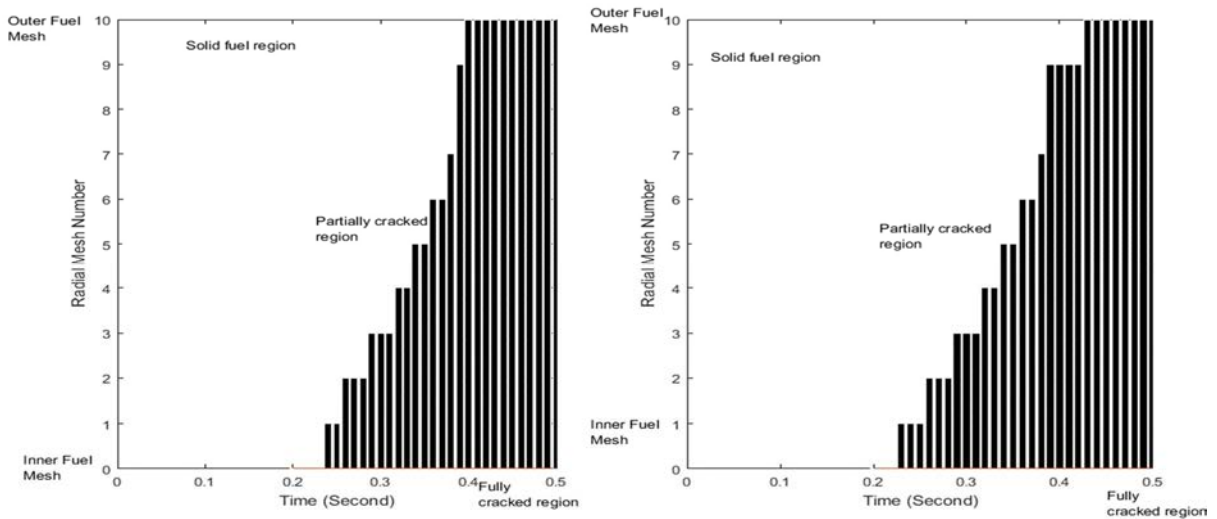 Outer Fuel
Mesh
10
9
8
7
6
5
4
3
2
1
0
Radial Mesh Number
Solid fuel region
Partially cracked
region
Inner Fuel
Mesh
0
0.1
0.2
0.3
0.4
0.5
Time (Second)
Fully
cracked region
Outer Fuel
Mesh
10
9
8
7
6
5
4
3
2
1
0
Radial Mesh Number
Solid fuel region
Partially cracked
region
Inner Fuel
Mesh
0
0.1
0.2
0.3
0.4
0.5
Time (Second)
Fully
cracked region